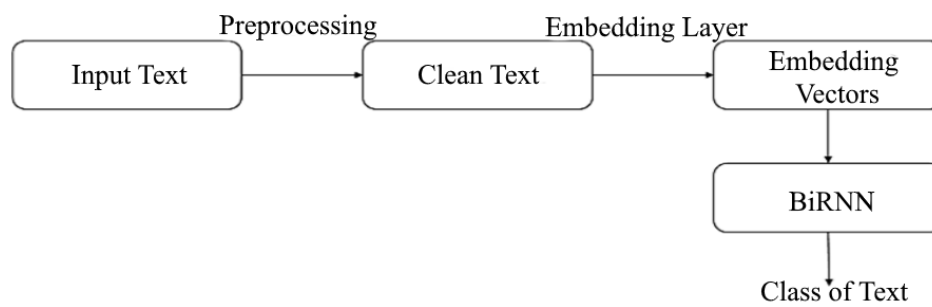 Preprocessing
Embedding Layer
Input Text
Clean Text
Embedding
Vectors
BiRNN
Class of Text